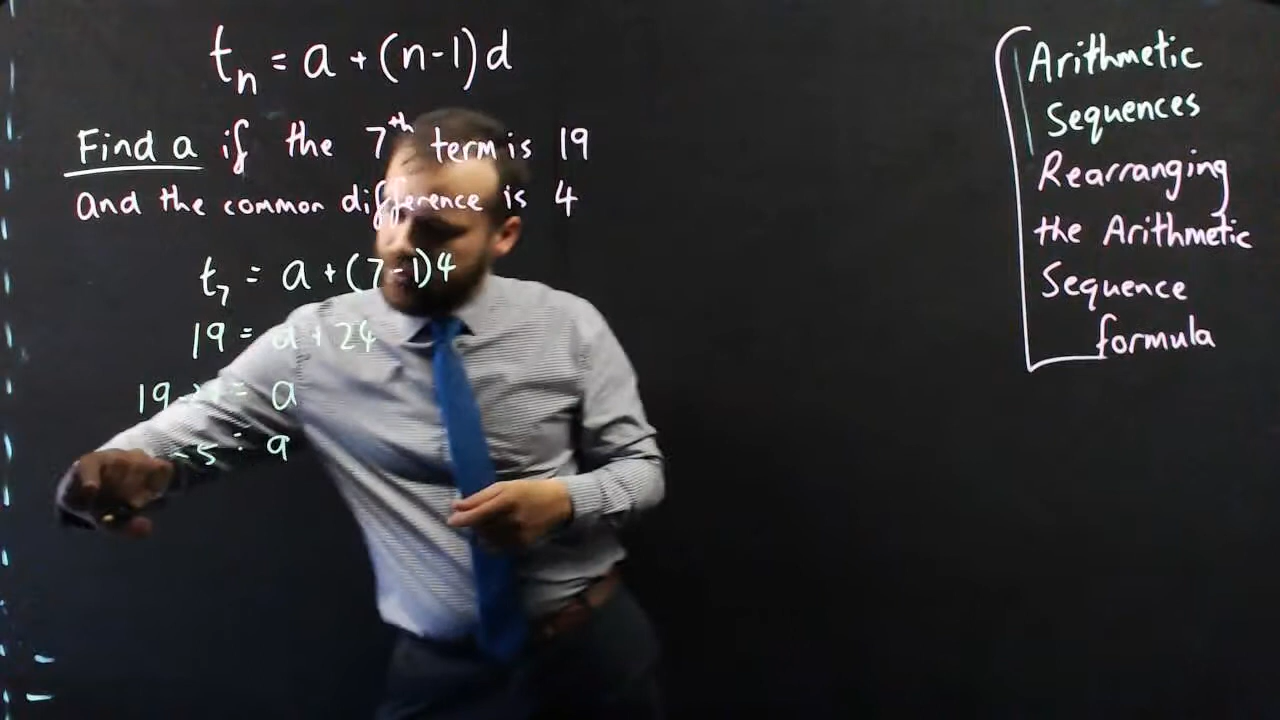 tₙ = a + (n-1)d
Find a if the 7th term is 19
and the common difference is 4
t₇ = a + (7-1)4
19 = a + 24
19-24 = a
-5 = a
Arithmetic
Sequences
Rearranging
the Arithmetic
Sequence
formula